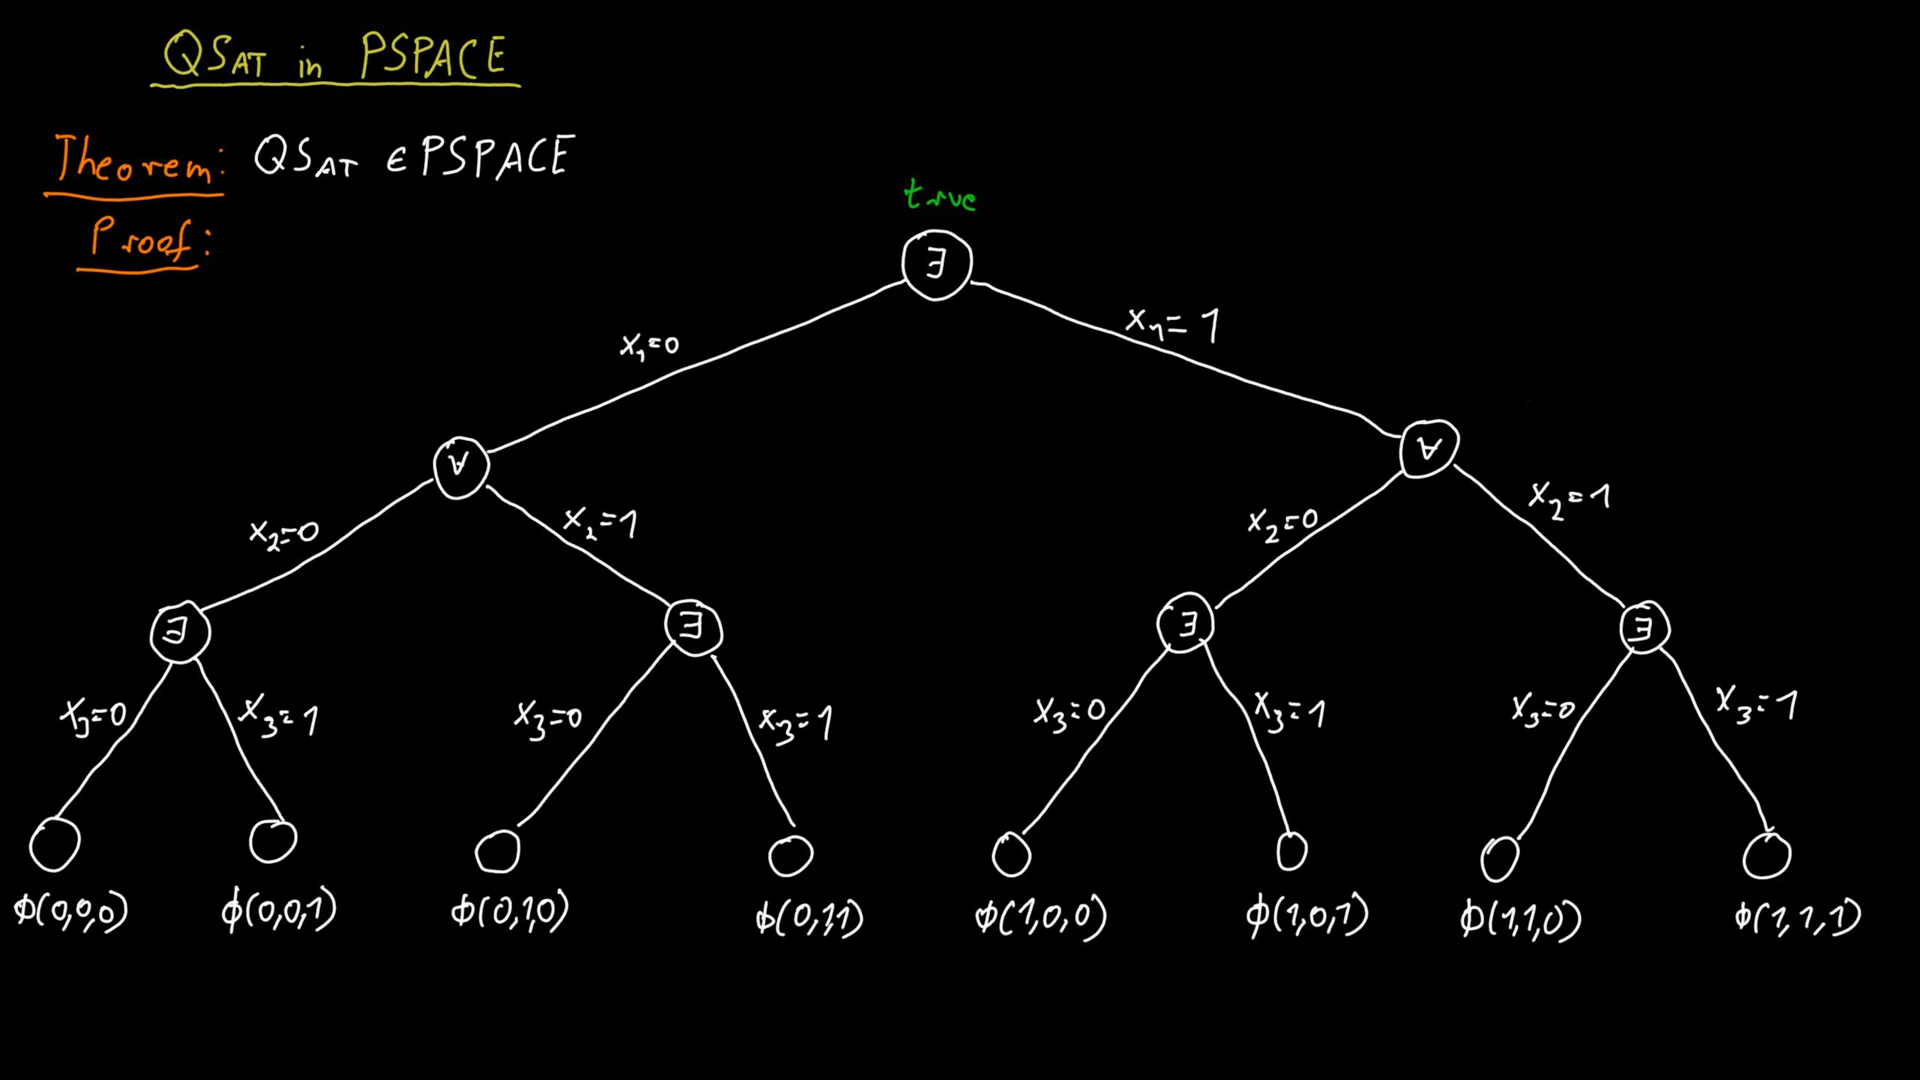 QSAT in PSPACE
Theorem: QSAT ∈ PSPACE
Proof:
true
∃
x₁=0 x₁=1
∀ ∀
x₂=0 x₂=1 x₂=0 x₂=1
∃ ∃ ∃ ∃
x₃=0 x₃=1 x₃=0 x₃=1 x₃=0 x₃=1 x₃=0 x₃=1
ϕ(0,0,0) ϕ(0,0,1) ϕ(0,1,0) ϕ(0,1,1) ϕ(1,0,0) ϕ(1,0,1) ϕ(1,1,0) ϕ(1,1,1)